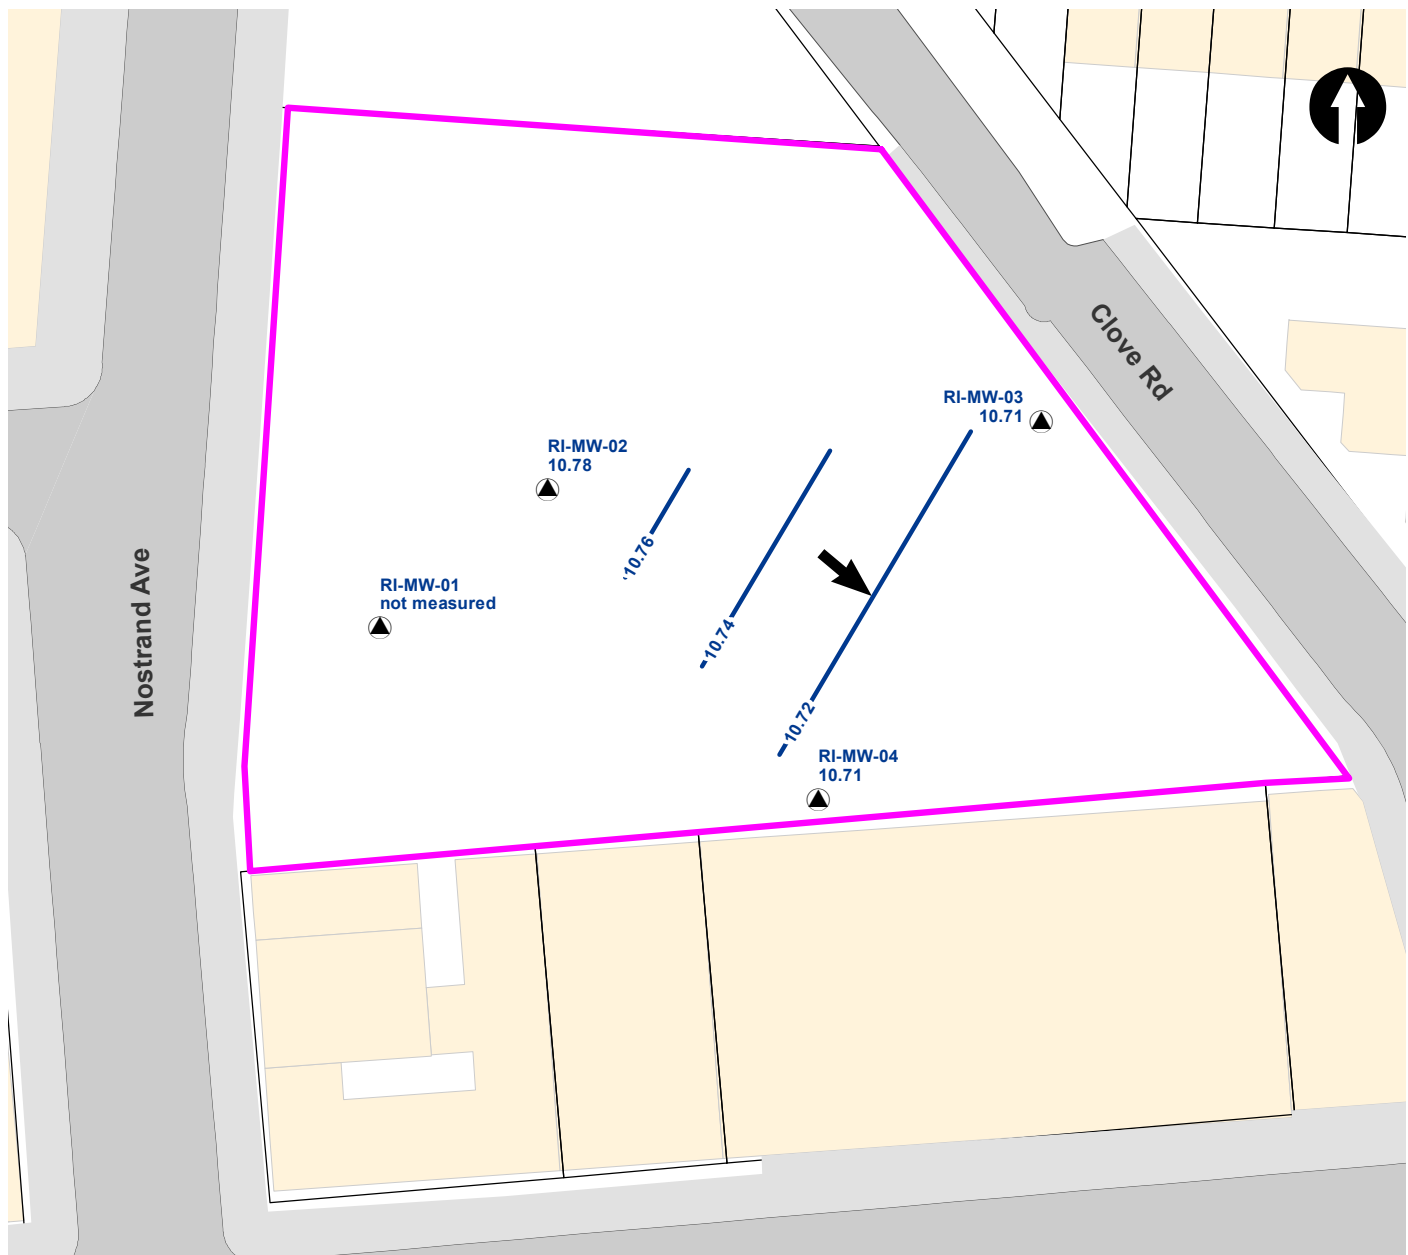 Clove Rd
RI-MW-03
10.71
RI-MW-02
10.78
10.76
RI-MW-01
not measured
Nostrand Ave
10.74
10.72
RI-MW-04
10.71